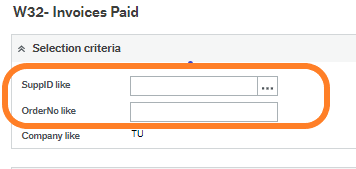 W32- Invoices Paid
Selection criteria
SuppID like
...
OrderNo like
Company like TU